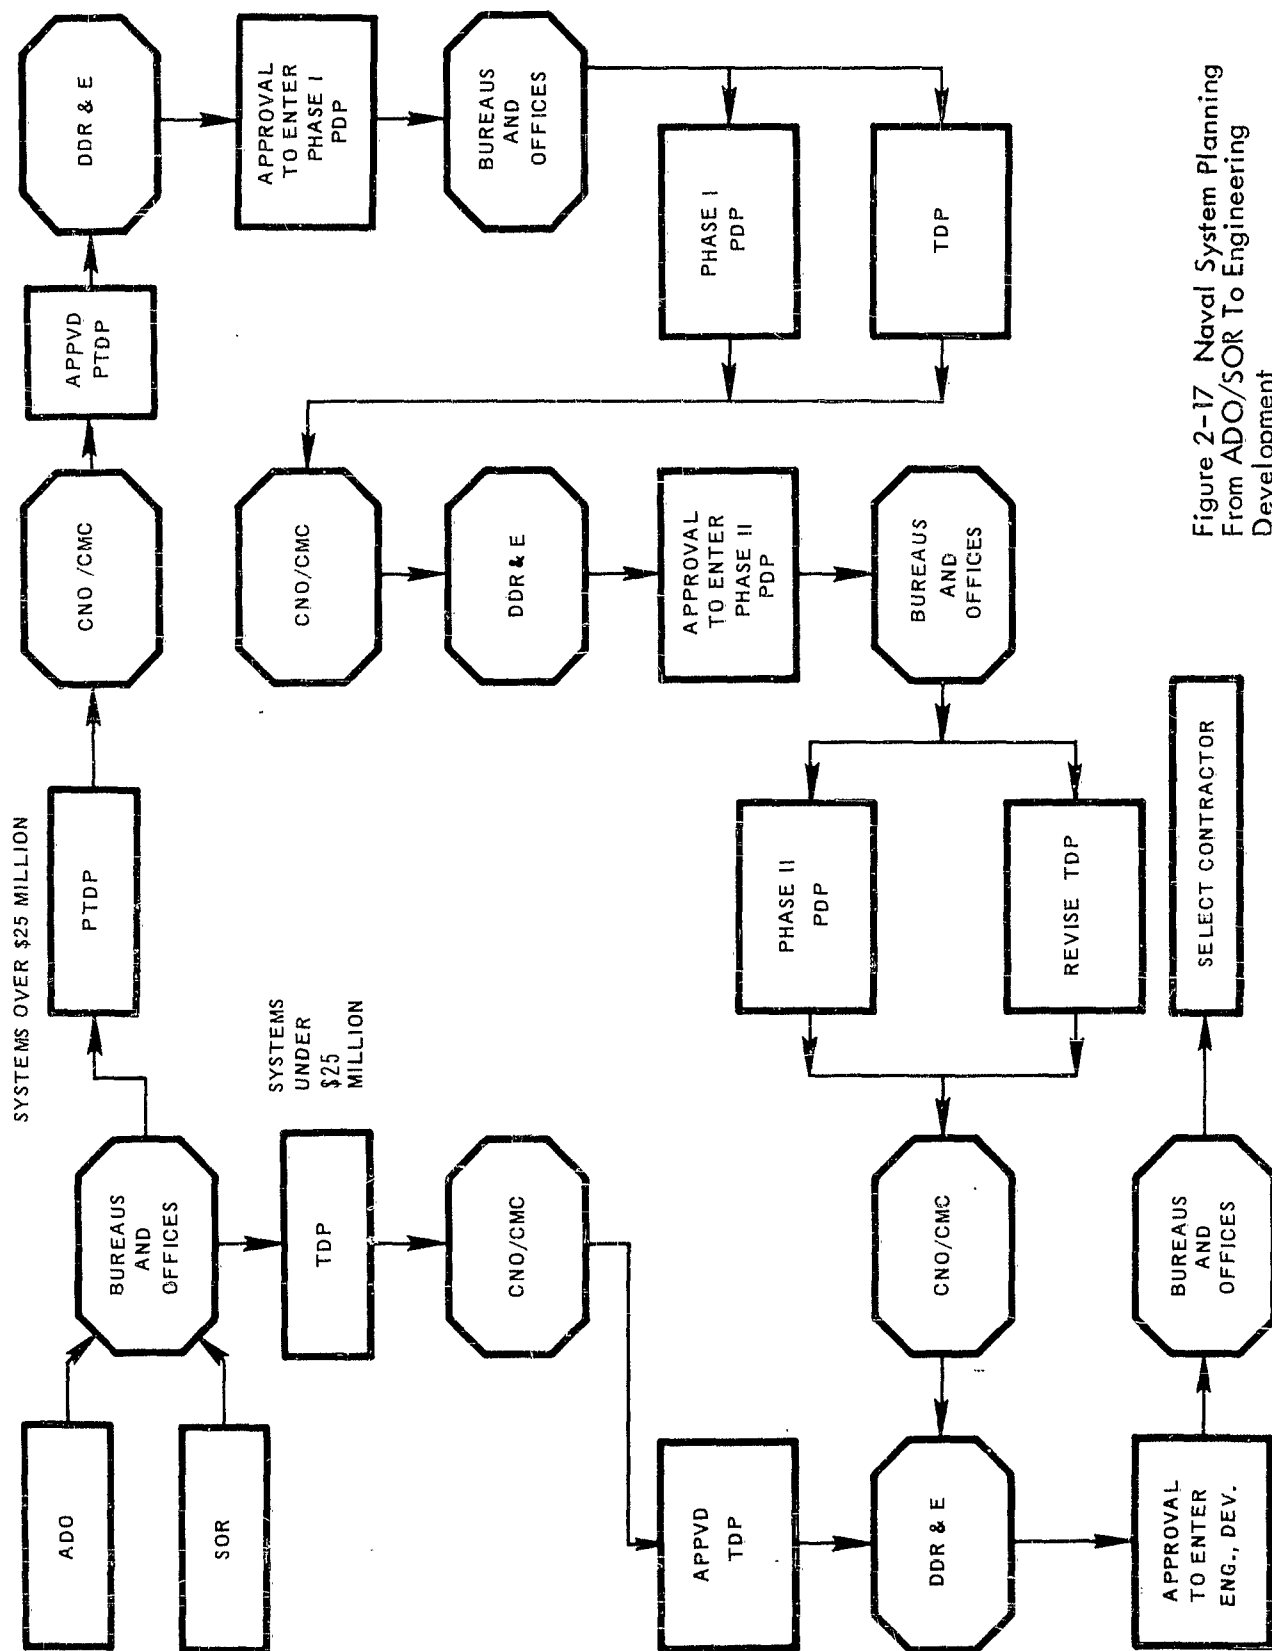 SYSTEMS OVER $25 MILLION
ADO
SOR
BUREAUS
AND
OFFICES
PTDP
CNO/CMC
APPVD
PTDP
DDR & E
APPROVAL
TO ENTER
PHASE I
PDP
BUREAUS
AND
OFFICES
PHASE I
PDP
TDP
SYSTEMS
UNDER
$25
MILLION
TDP
CNO/CMC
APPVD
TDP
CNO/CMC
DDR & E
APPROVAL
TO ENTER
PHASE II
PDP
BUREAUS
AND
OFFICES
PHASE II
PDP
REVISE TDP
CNO/CMC
DDR & E
APPROVAL
TO ENTER
ENG., DEV.
BUREAUS
AND
OFFICES
SELECT CONTRACTOR
Figure 2-17 Naval System Planning
From ADO/SOR To Engineering
Development